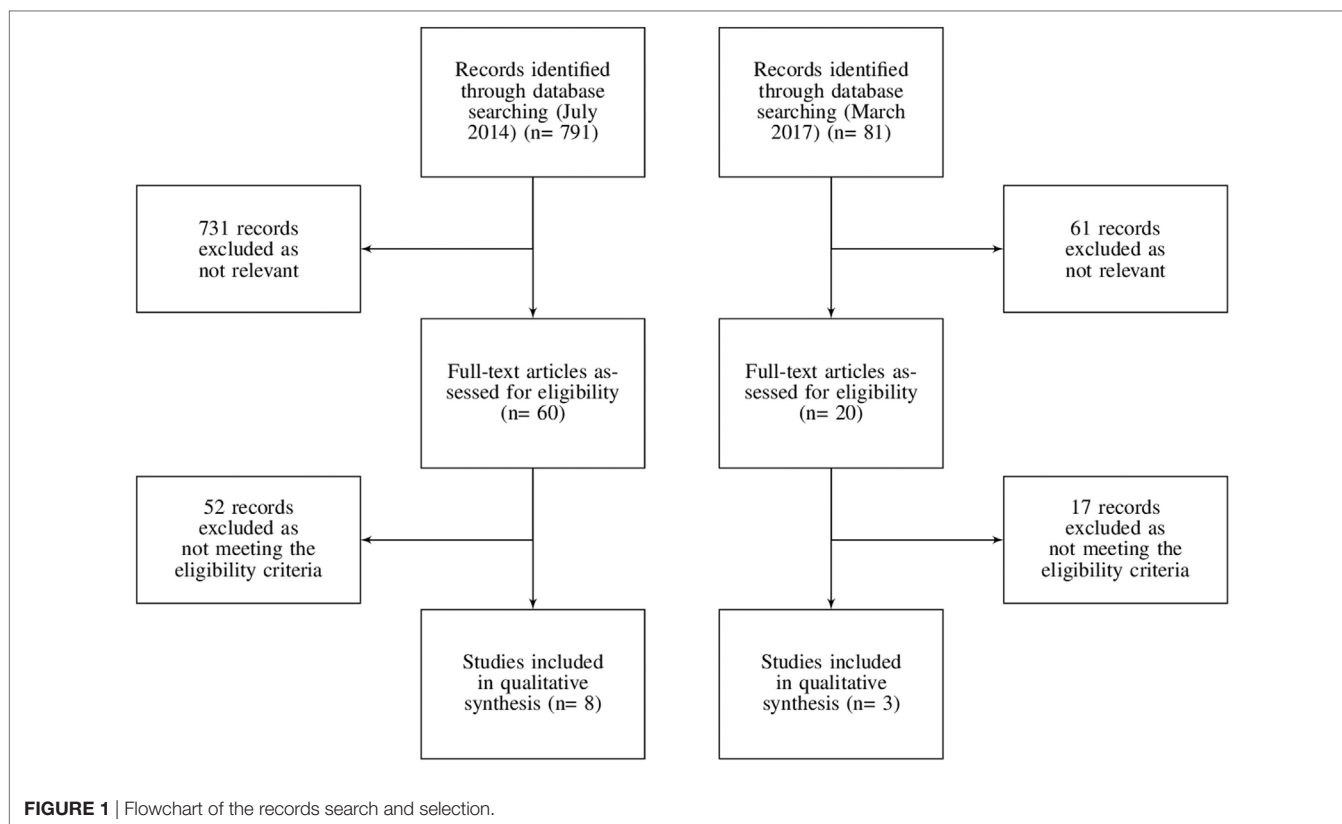 Records identified
through database
searching (July
2014) (n= 791)
Records identified
through database
searching (March
2017) (n= 81)
731 records
excluded as
not relevant
61 records
excluded as
not relevant
Full-text articles as-
sessed for eligibility
(n= 60)
Full-text articles as-
sessed for eligibility
(n= 20)
52 records
excluded as
not meeting the
eligibility criteria
17 records
excluded as
not meeting the
eligibility criteria
Studies included
in qualitative
synthesis (n= 8)
Studies included
in qualitative
synthesis (n= 3)
FIGURE 1 | Flowchart of the records search and selection.